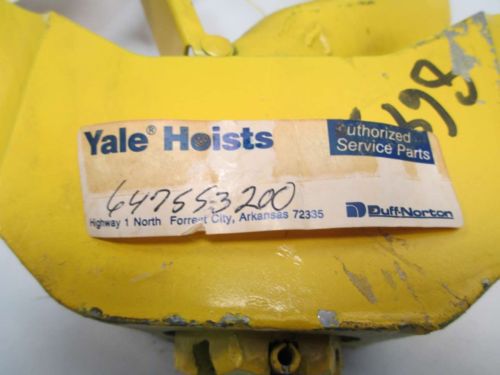 Yale® Hoists
Authorized
Service Parts
647553200
Highway 1 North Forrest City, Arkansas 72335
Duff-Norton